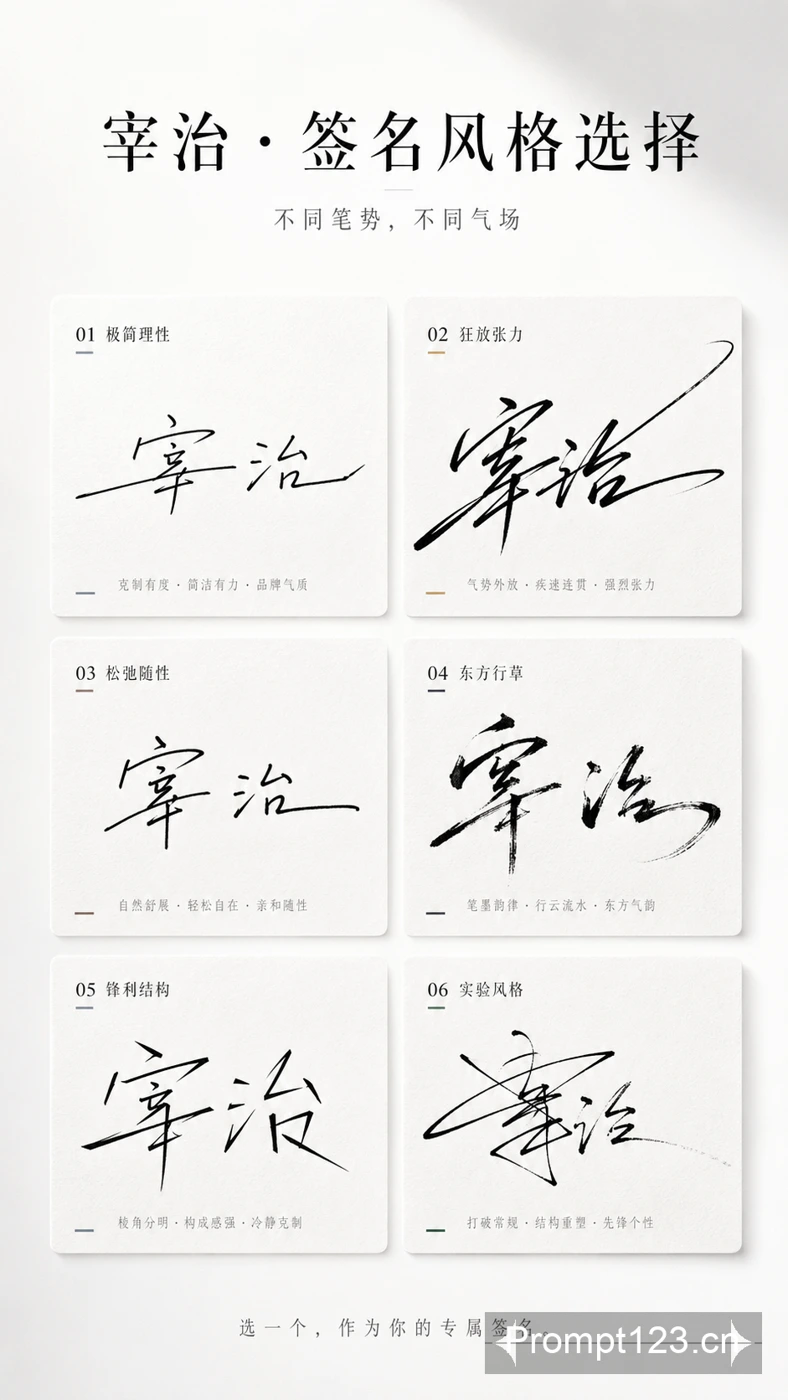 宰治·签名风格选择
不同笔势，不同气场
01 极简理性
宰治
克制有度 · 简洁有力 · 品牌气质
02 狂放张力
宰治
气势外放 · 疾速连贯 · 强烈张力
03 松弛随性
宰治
自然舒展 · 轻松自在 · 亲和随性
04 东方行草
宰治
笔墨韵律 · 行云流水 · 东方气韵
05 锋利结构
宰治
棱角分明 · 构成感强 · 冷静克制
06 实验风格
宰治
打破常规 · 结构重塑 · 先锋个性
选一个，作为你的专属签名。
Prompt123.cn